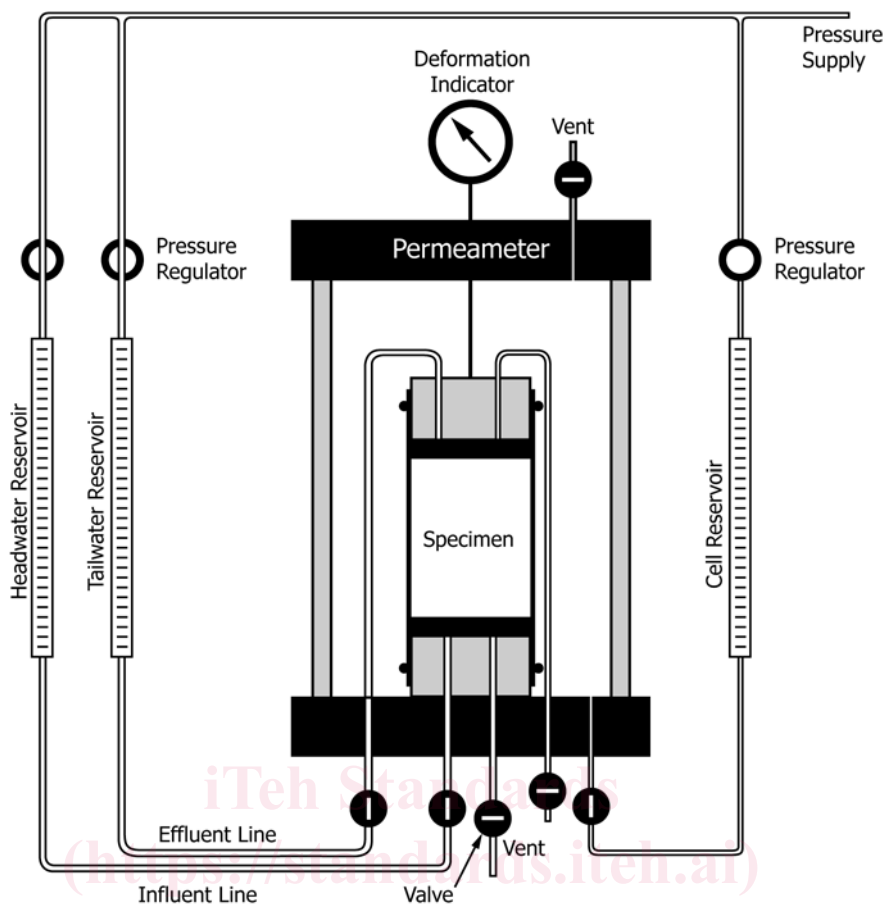 Pressure
Supply
Deformation
Indicator
Vent
Pressure
Regulator
Permeameter
Pressure
Regulator
Headwater Reservoir
Tailwater Reservoir
Specimen
Cell Reservoir
iTeh Standards
Effluent Line
Vent
(https://standards.iteh.ai)
Influent Line
Valve